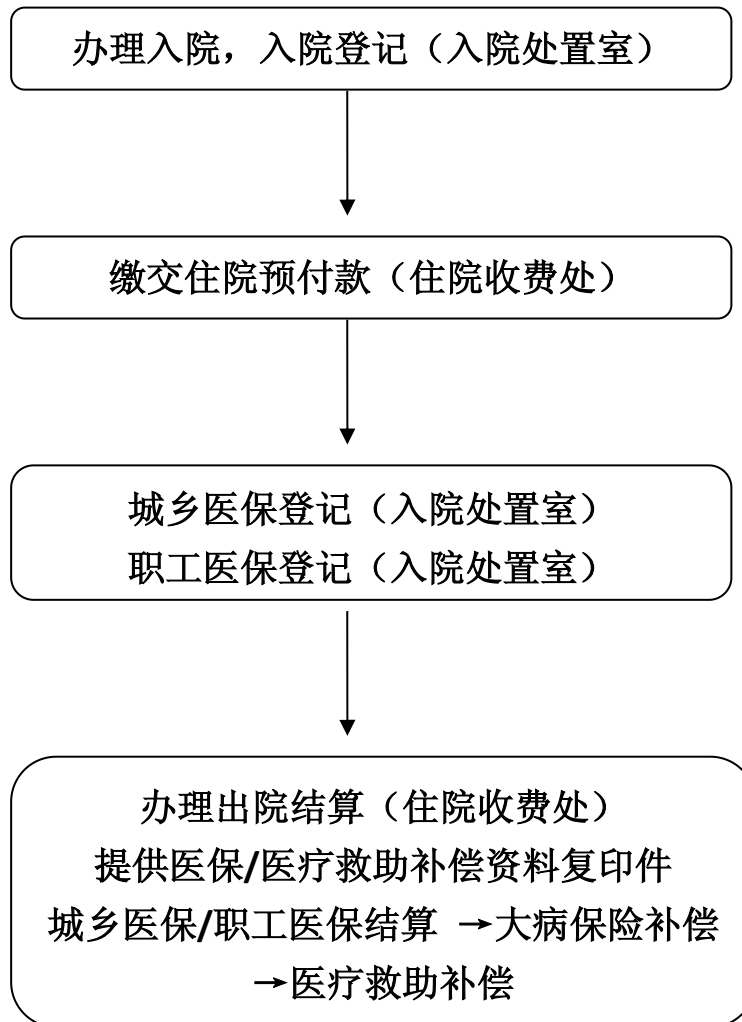 办理入院，入院登记（入院处置室）
缴交住院预付款（住院收费处）
城乡医保登记（入院处置室）
职工医保登记（入院处置室）
办理出院结算（住院收费处）
提供医保/医疗救助补偿资料复印件
城乡医保/职工医保结算 →大病保险补偿
→医疗救助补偿